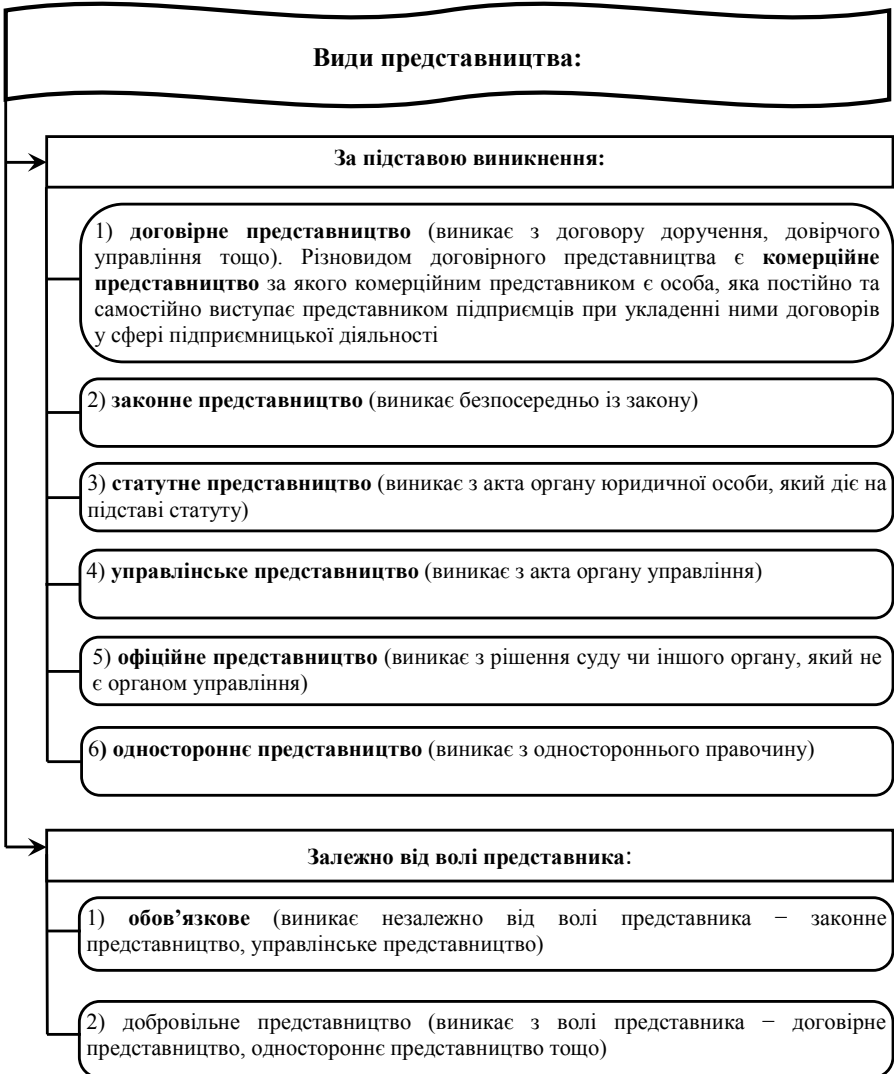 Види представництва:
За підставою виникнення:
1) договірне представництво (виникає з договору доручення, довірчого
управління тощо). Різновидом договірного представництва є комерційне
представництво за якого комерційним представником є особа, яка постійно та
самостійно виступає представником підприємців при укладенні ними договорів
у сфері підприємницької діяльності
2) законне представництво (виникає безпосередньо із закону)
3) статутне представництво (виникає з акта органу юридичної особи, який діє на
підставі статуту)
4) управлінське представництво (виникає з акта органу управління)
5) офіційне представництво (виникає з рішення суду чи іншого органу, який не
є органом управління)
6) одностороннє представництво (виникає з одностороннього правочину)
Залежно від волі представника:
1) обов’язкове (виникає незалежно від волі представника − законне
представництво, управлінське представництво)
2) добровільне представництво (виникає з волі представника − договірне
представництво, одностороннє представництво тощо)